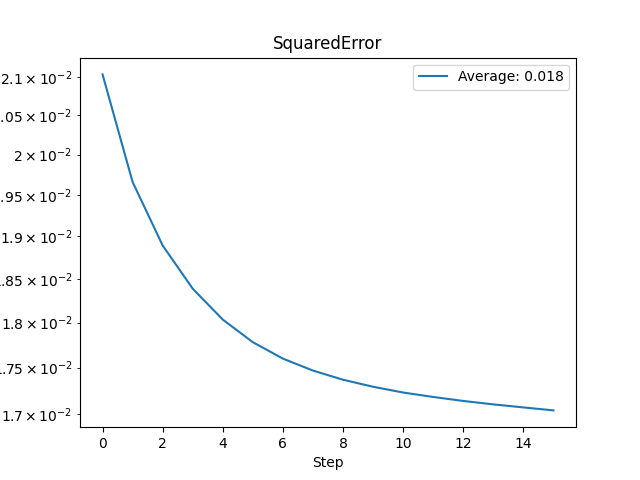 SquaredError
Average: 0.018
2.1 × 10⁻²
.05 × 10⁻²
2 × 10⁻²
.95 × 10⁻²
1.9 × 10⁻²
.85 × 10⁻²
1.8 × 10⁻²
1.75 × 10⁻²
1.7 × 10⁻²
0 2 4 6 8 10 12 14
Step